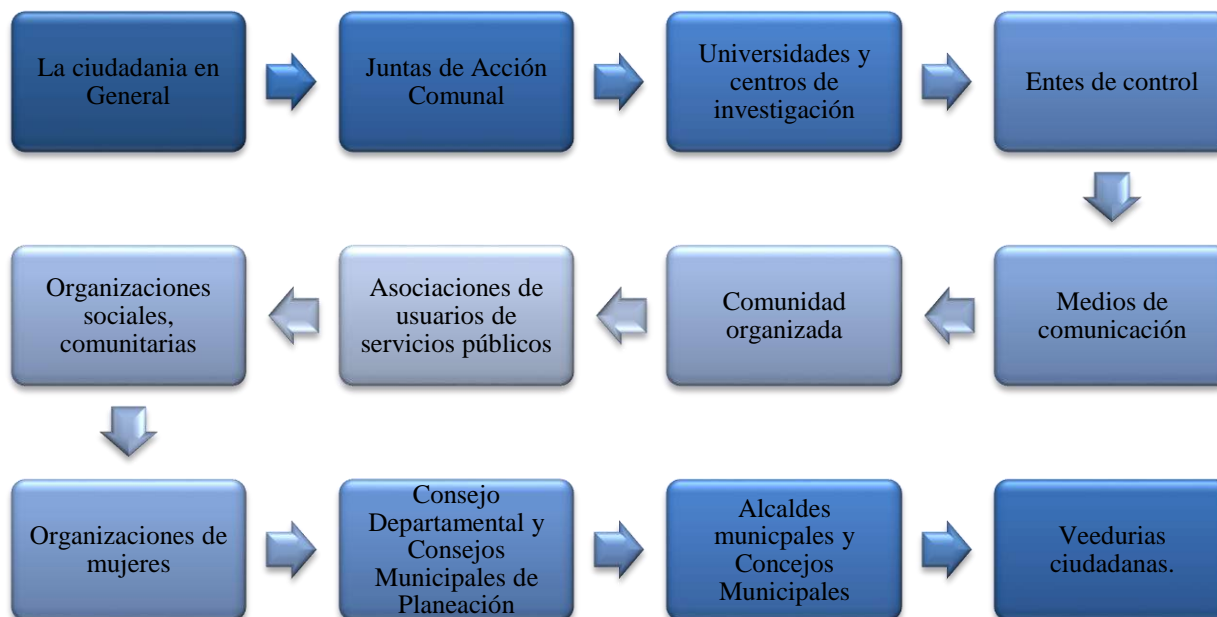 La ciudadania en
General
Juntas de Acción
Comunal
Universidades y
centros de
investigación
Entes de control
Medios de
comunicación
Comunidad
organizada
Asociaciones de
usuarios de
servicios públicos
Organizaciones
sociales,
comunitarias
Organizaciones de
mujeres
Consejo
Departamental y
Consejos
Municipales de
Planeación
Alcaldes
municpales y
Concejos
Municipales
Veedurias
ciudadanas.